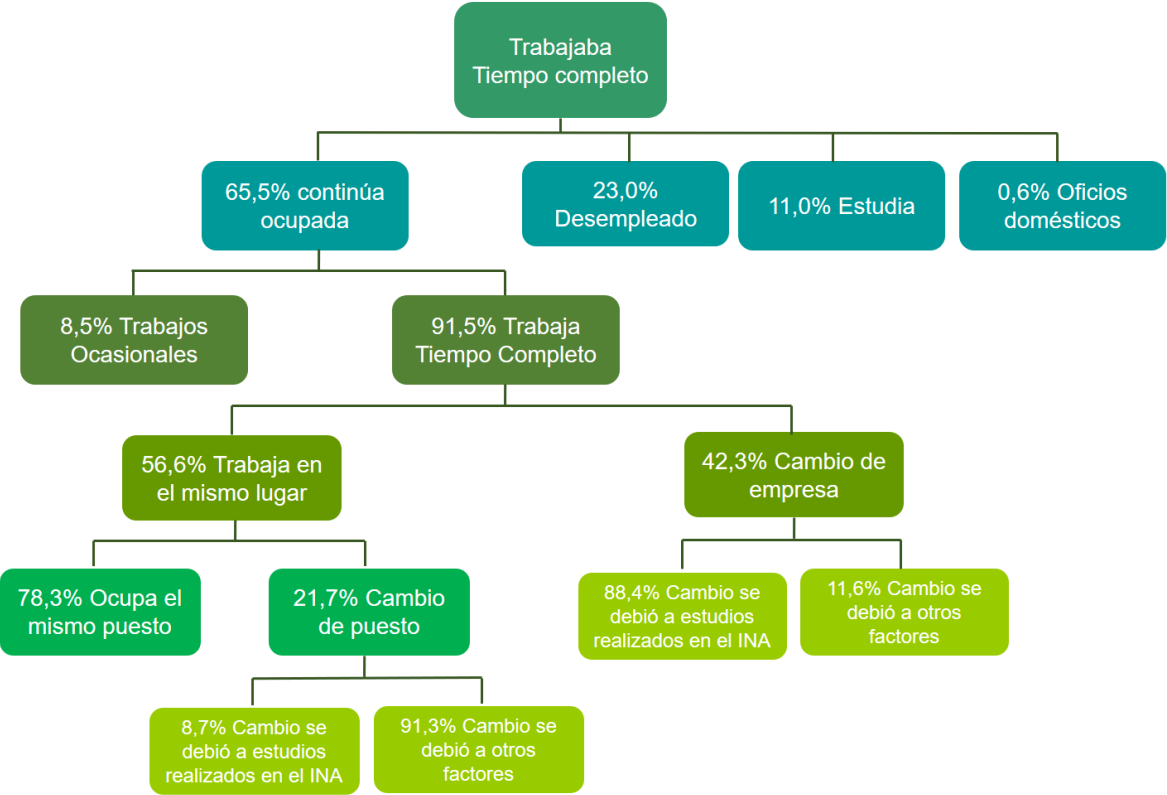 Trabajaba
Tiempo completo
65,5% continúa
ocupada
23,0%
Desempleado
11,0% Estudia
0,6% Oficios
domésticos
8,5% Trabajos
Ocasionales
91,5% Trabaja
Tiempo Completo
56,6% Trabaja en
el mismo lugar
42,3% Cambio de
empresa
78,3% Ocupa el
mismo puesto
21,7% Cambio
de puesto
88,4% Cambio se
debió a estudios
realizados en el INA
11,6% Cambio se
debió a otros
factores
8,7% Cambio se
debió a estudios
realizados en el INA
91,3% Cambio se
debió a otros
factores